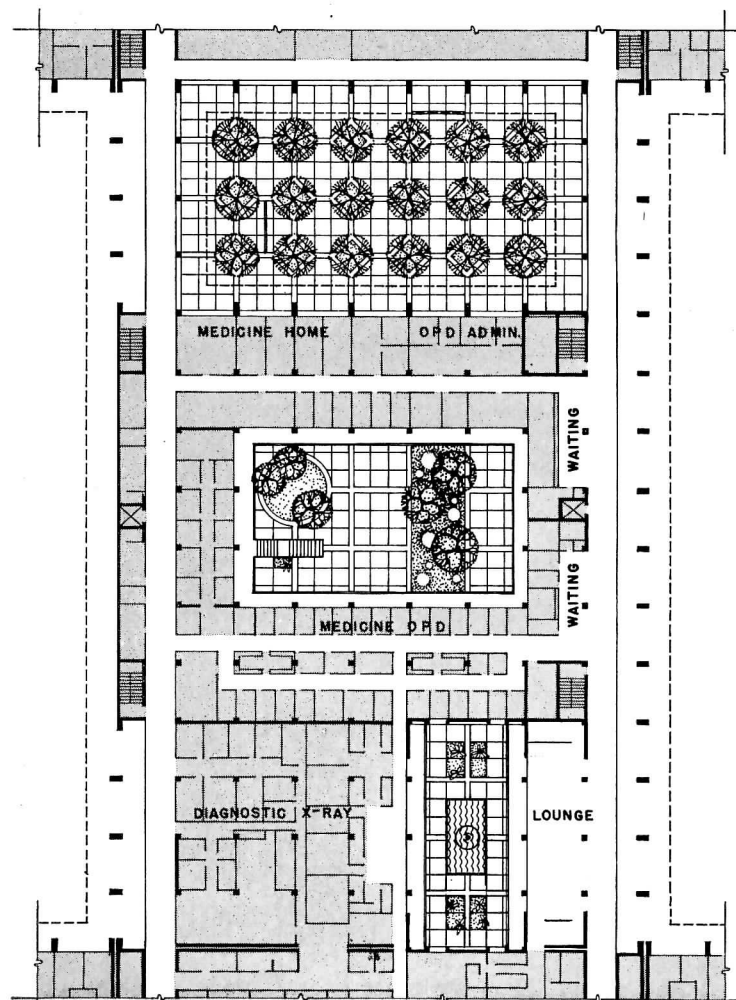 MEDICINE HOME
OPD ADMIN.
WAITING
WAITING
MEDICINE OPD
DIAGNOSTIC X-RAY
LOUNGE